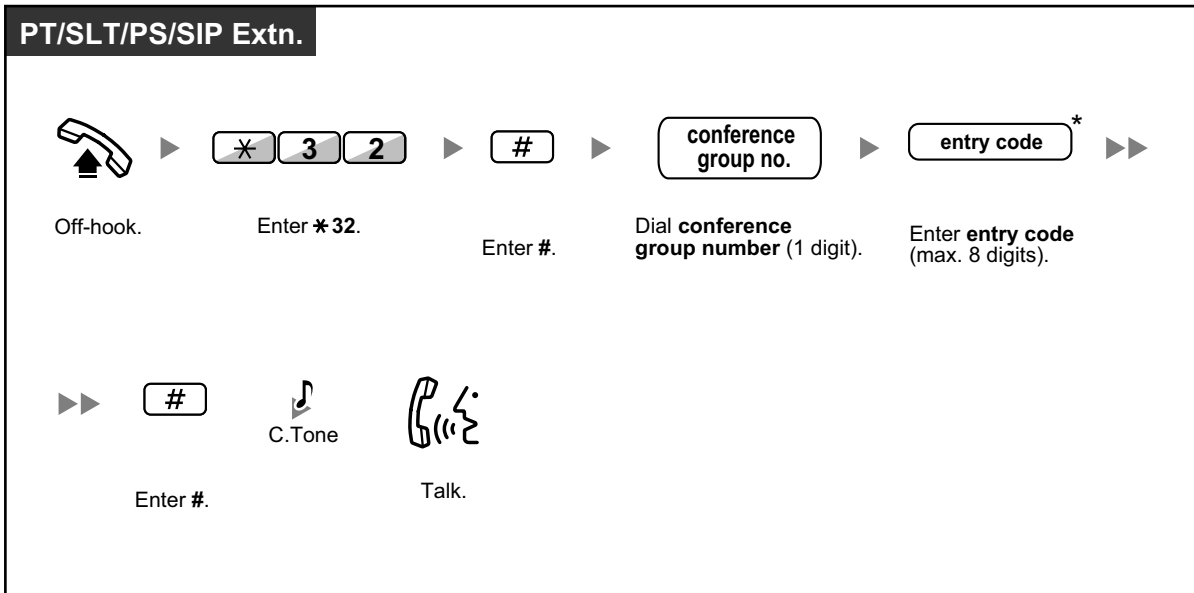 PT/SLT/PS/SIP Extn.
* 3 2
#
conference
group no.
entry code*
Off-hook.
Enter *32.
Enter #.
Dial conference
group number (1 digit).
Enter entry code
(max. 8 digits).
#
C.Tone
Enter #.
Talk.